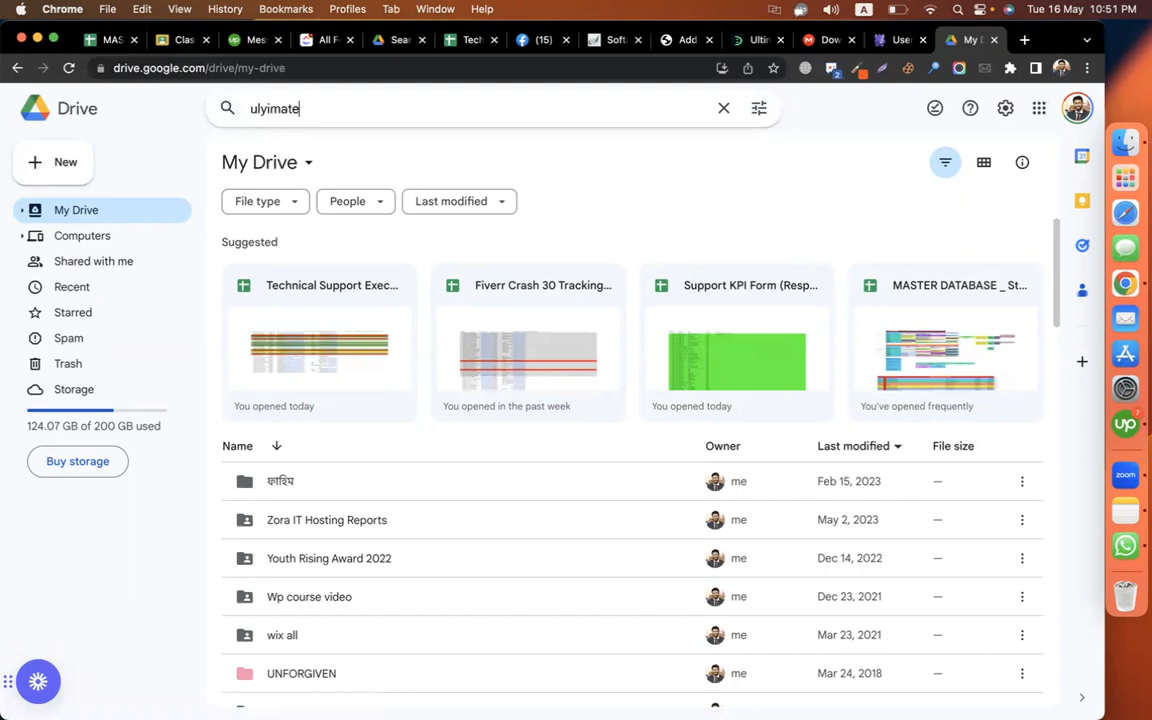 Chrome File Edit View History Bookmarks Profiles Tab Window Help A Tue 16 May 10:51 PM
MAS Clas Mess All F Sear Tech (15) Soft Add Ultin Dow User My D
drive.google.com/drive/my-drive 2
Drive
ulyimate
New
My Drive
Computers
Shared with me
Recent
Starred
Spam
Trash
Storage
124.07 GB of 200 GB used
Buy storage
My Drive
File type People Last modified
Suggested
Technical Support Exec... Fiverr Crash 30 Tracking... Support KPI Form (Resp... MASTER DATABASE _ St...
You opened today You opened in the past week You opened today You've opened frequently
Name Owner Last modified File size
ফাহিম me Feb 15, 2023 —
Zora IT Hosting Reports me May 2, 2023 —
Youth Rising Award 2022 me Dec 14, 2022 —
Wp course video me Dec 23, 2021 —
wix all me Mar 23, 2021 —
UNFORGIVEN me Mar 24, 2018 —
31
up 7
zoom